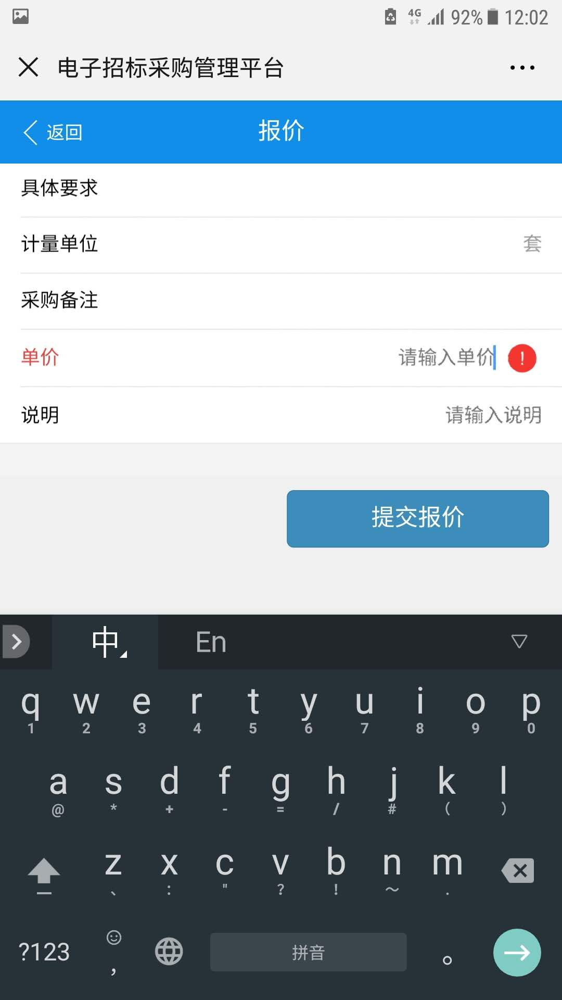 4G 92% 12:02
电子招标采购管理平台
返回 报价
具体要求
计量单位 套
采购备注
单价 请输入单价 !
说明 请输入说明
提交报价
中 En
q w e r t y u i o p
1 2 3 4 5 6 7 8 9 0
a s d f g h j k l
@ * + - = / # ( )
z x c v b n m
、 : " ? ! ～ .
?123 , 拼音 。